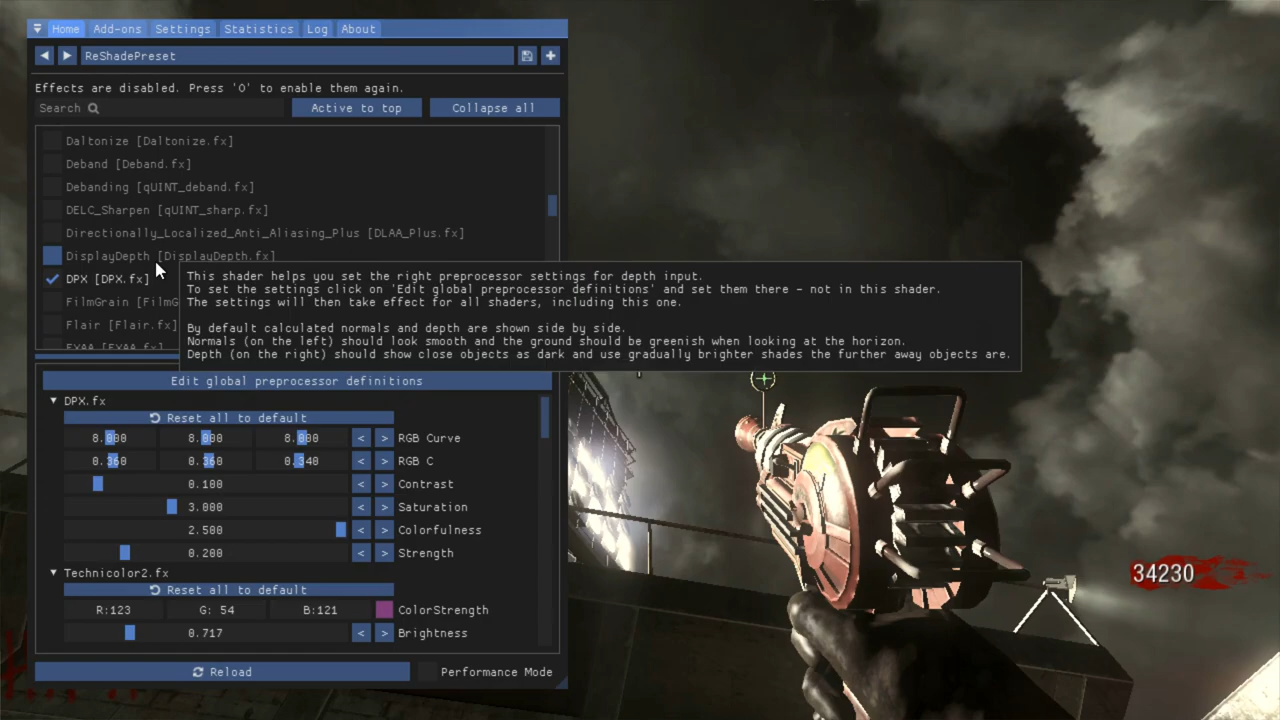 Home Add-ons Settings Statistics Log About
ReShadePreset
Effects are disabled. Press 'O' to enable them again.
Search Active to top Collapse all
Daltonize [Daltonize.fx]
Deband [Deband.fx]
Debanding [qUINT_deband.fx]
DELC_Sharpen [qUINT_sharp.fx]
Directionally_Localized_Anti_Aliasing_Plus [DLAA_Plus.fx]
DisplayDepth [DisplayDepth.fx]
DPX [DPX.fx]
FilmGrain [FilmG
Flair [Flair.fx]
FXAA [FXAA.fx]
This shader helps you set the right preprocessor settings for depth input.
To set the settings click on 'Edit global preprocessor definitions' and set them there - not in this shader.
The settings will then take effect for all shaders, including this one.
By default calculated normals and depth are shown side by side.
Normals (on the left) should look smooth and the ground should be greenish when looking at the horizon.
Depth (on the right) should show close objects as dark and use gradually brighter shades the further away objects are.
Edit global preprocessor definitions
DPX.fx
Reset all to default
8.000 8.000 8.000 < > RGB Curve
0.360 0.360 0.340 < > RGB C
0.100 < > Contrast
3.000 < > Saturation
2.500 < > Colorfulness
0.200 < > Strength
Technicolor2.fx
Reset all to default
R:123 G: 54 B:121 ColorStrength
0.717 < > Brightness
Reload Performance Mode
34230